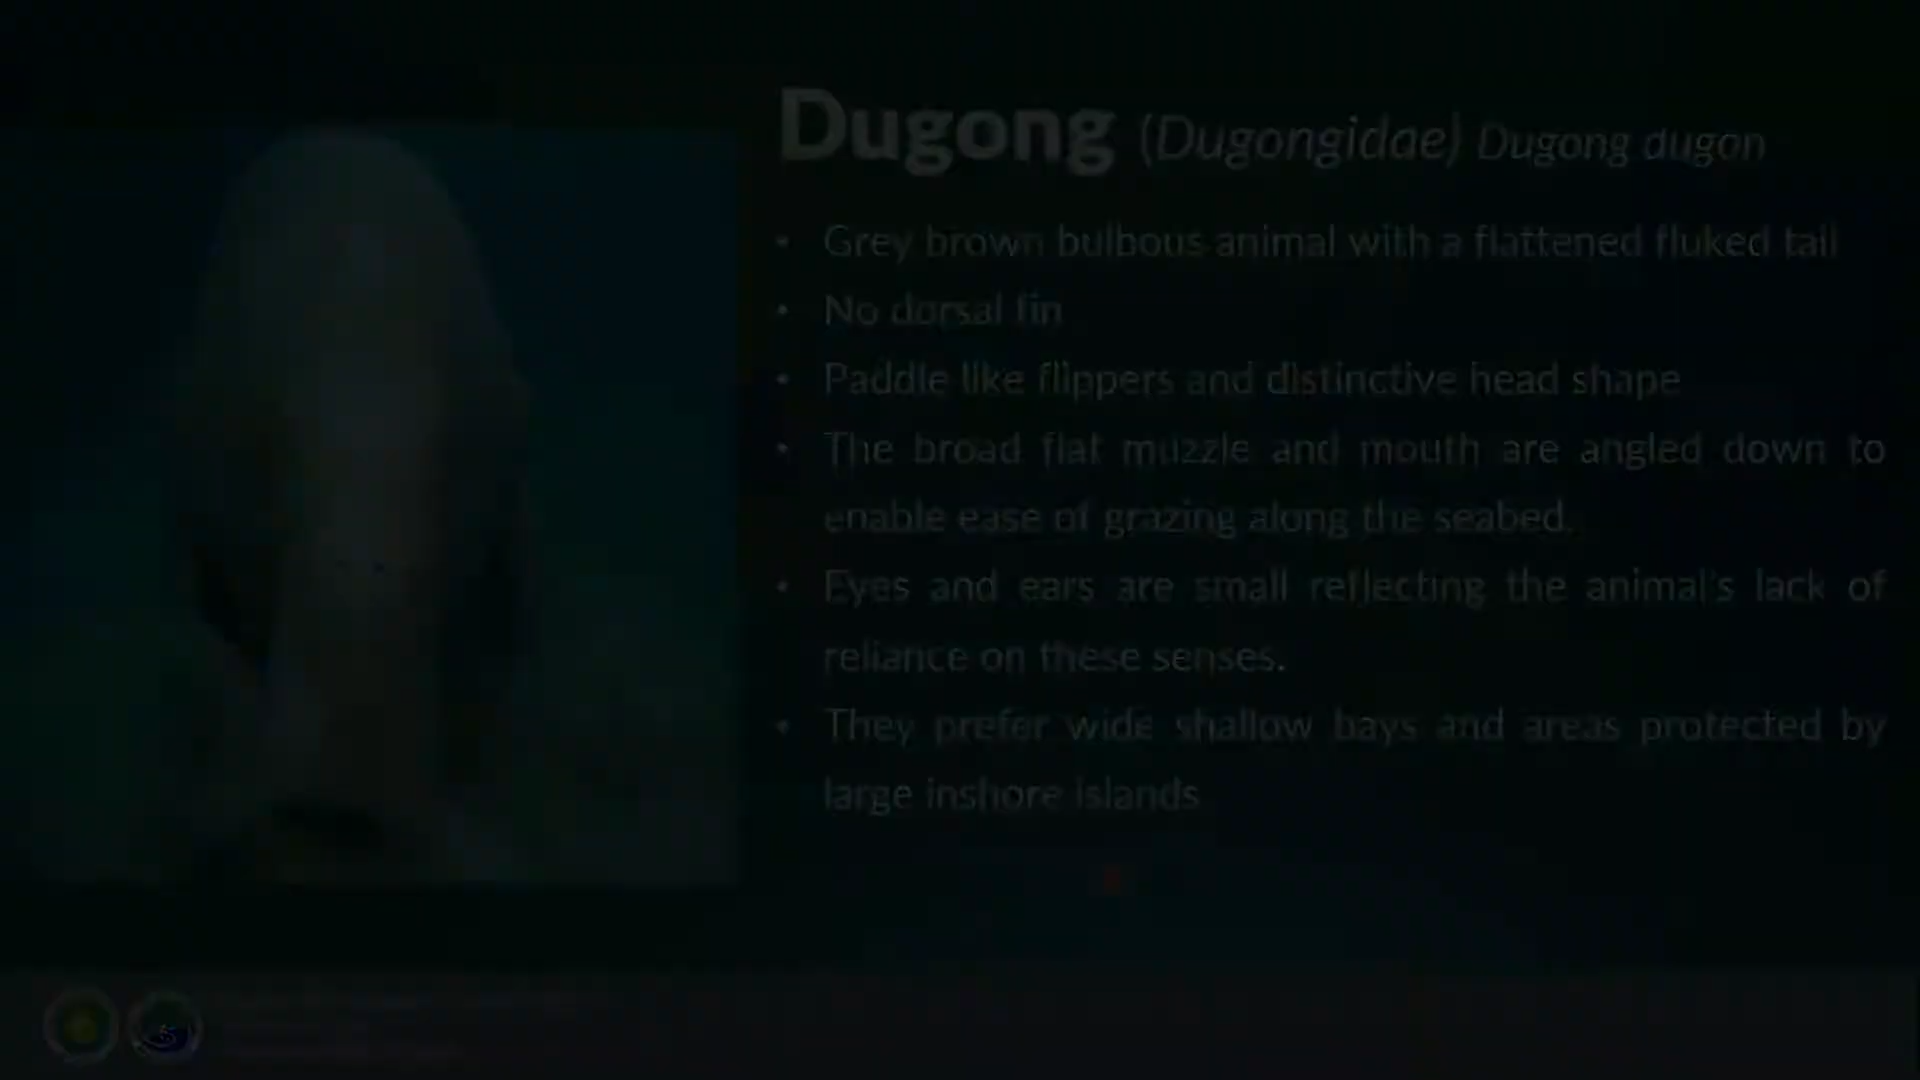 Dugong (Dugongidae) Dugong dugon
• Grey brown bulbous animal with a flattened fluked tail
• No dorsal fin
• Paddle like flippers and distinctive head shape
• The broad flat muzzle and mouth are angled down to
enable ease of grazing along the seabed.
• Eyes and ears are small reflecting the animal's lack of
reliance on these senses.
• They prefer wide shallow bays and areas protected by
large inshore islands